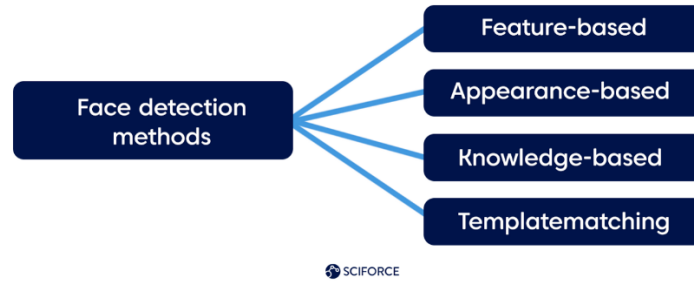 Face detection
methods
Feature-based
Appearance-based
Knowledge-based
Templatematching
SCIFORCE